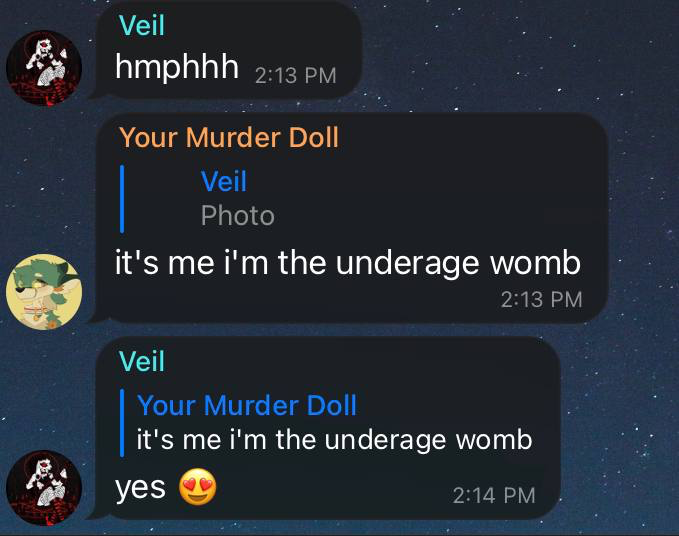 Veil
hmphhh 2:13 PM
Your Murder Doll
Veil
Photo
it's me i'm the underage womb
2:13 PM
Veil
Your Murder Doll
it's me i'm the underage womb
yes 😍 2:14 PM